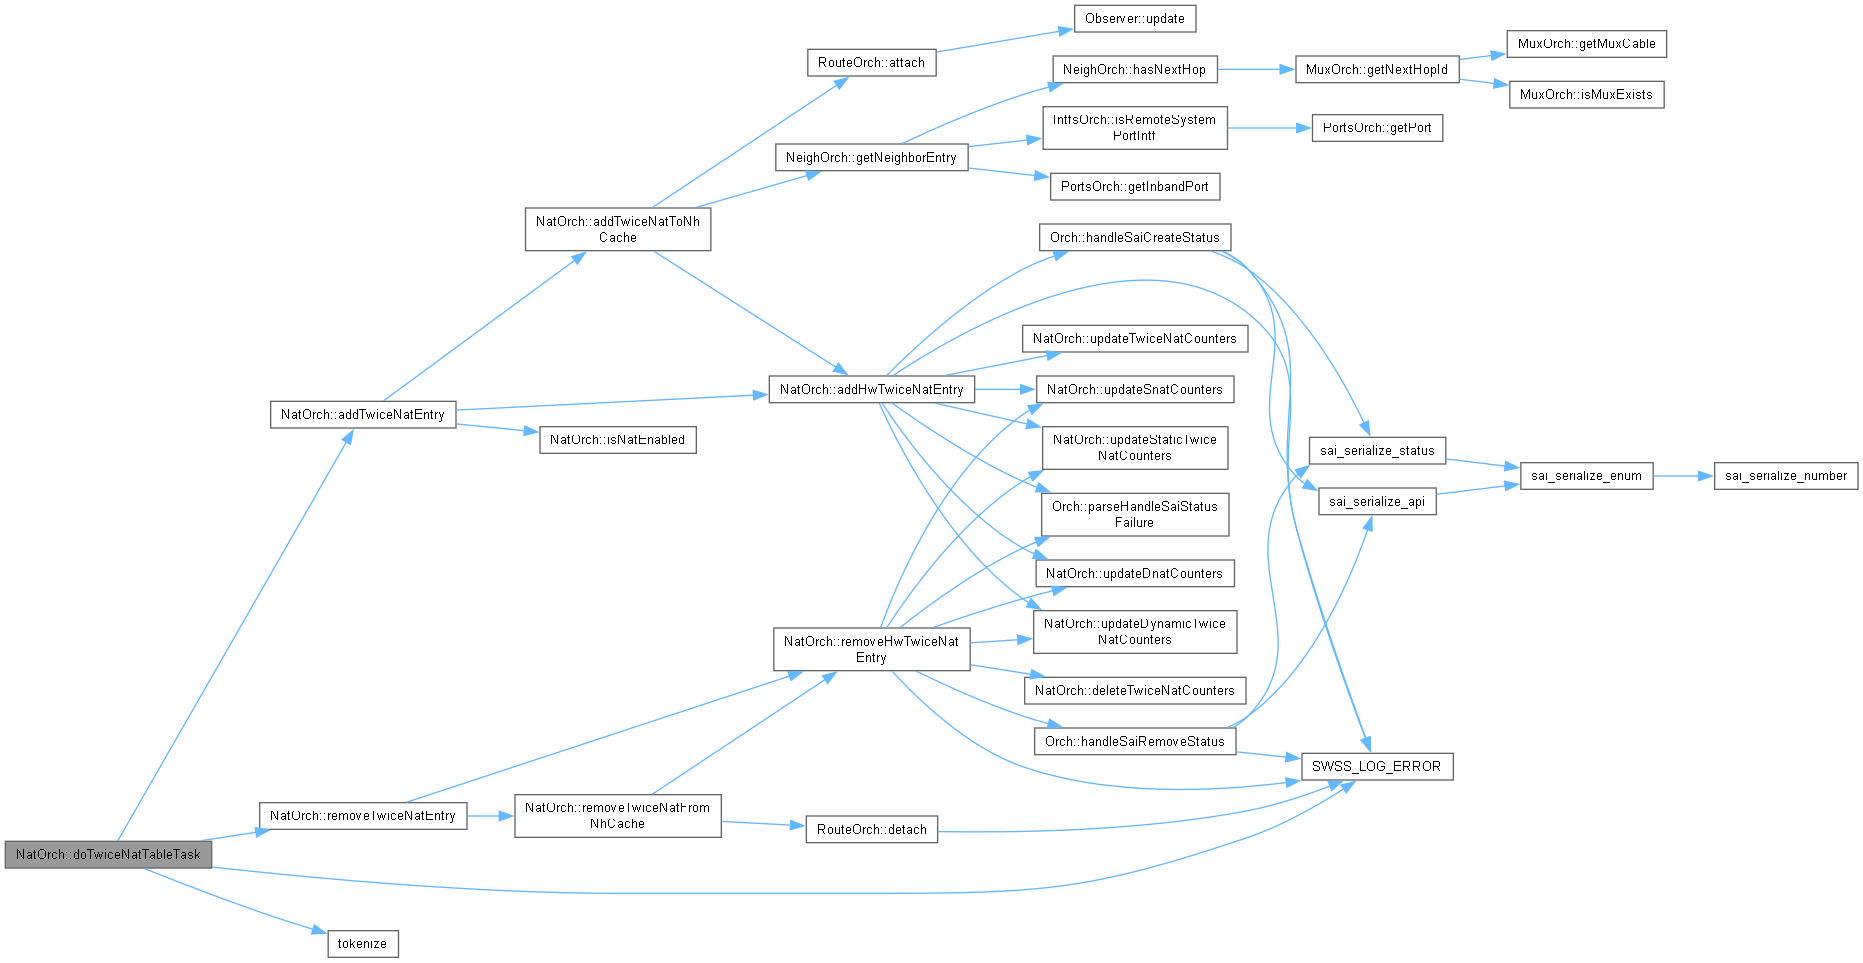 Observer::update
MuxOrch::getMuxCable
RouteOrch::attach
NeighOrch::hasNextHop
MuxOrch::getNextHopId
MuxOrch::isMuxExists
IntfsOrch::isRemoteSystem
PortIntf
PortsOrch::getPort
NeighOrch::getNeighborEntry
PortsOrch::getInbandPort
NatOrch::addTwiceNatToNh
Cache
Orch::handleSaiCreateStatus
NatOrch::updateTwiceNatCounters
NatOrch::addHwTwiceNatEntry
NatOrch::updateSnatCounters
NatOrch::addTwiceNatEntry
NatOrch::isNatEnabled
NatOrch::updateStaticTwice
NatCounters
sai_serialize_status
sai_serialize_enum
sai_serialize_number
sai_serialize_api
Orch::parseHandleSaiStatus
Failure
NatOrch::updateDnatCounters
NatOrch::updateDynamicTwice
NatCounters
NatOrch::removeHwTwiceNat
Entry
NatOrch::deleteTwiceNatCounters
Orch::handleSaiRemoveStatus
SWSS_LOG_ERROR
NatOrch::removeTwiceNatEntry
NatOrch::removeTwiceNatFrom
NhCache
RouteOrch::detach
NatOrch::doTwiceNatTableTask
tokenize